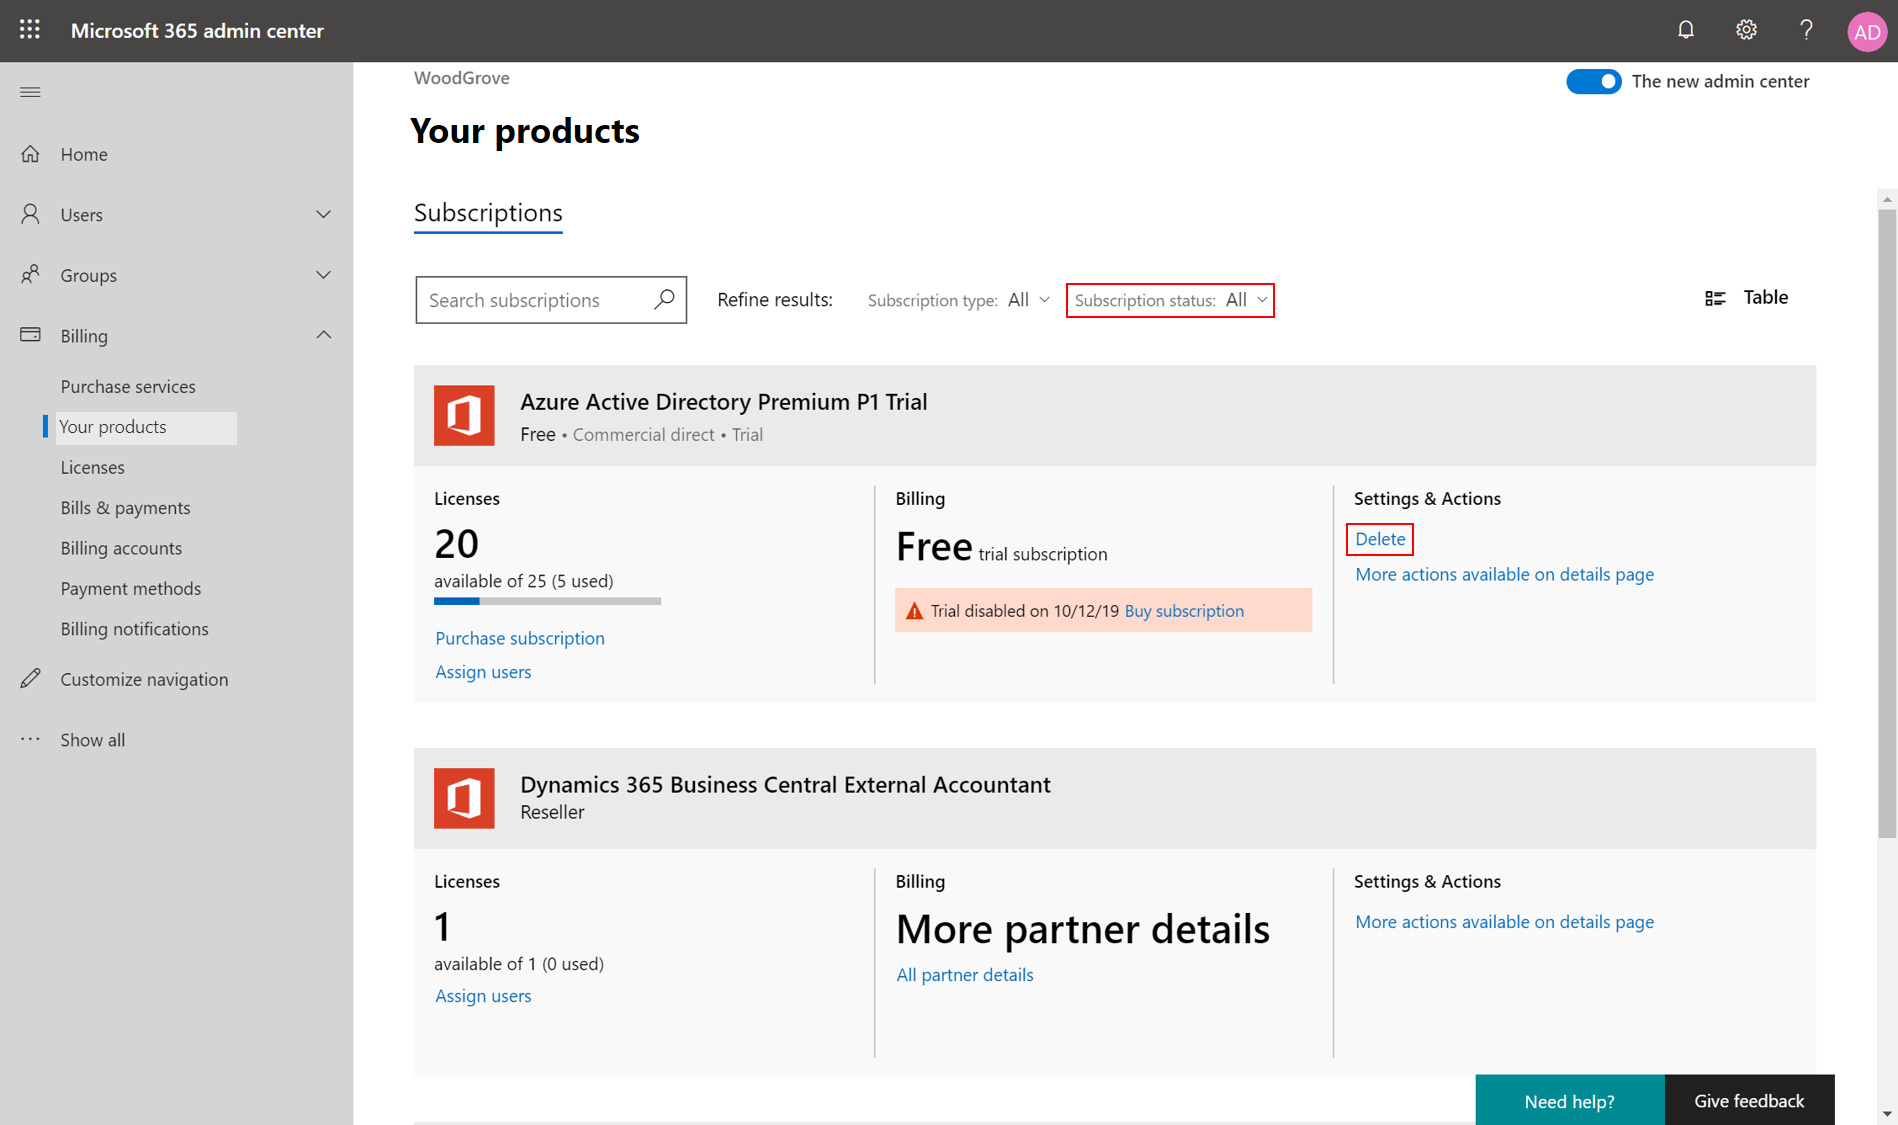 Microsoft 365 admin center
?
AD
Home
Users
Groups
Billing
Purchase services
Your products
Licenses
Bills & payments
Billing accounts
Payment methods
Billing notifications
Customize navigation
Show all
WoodGrove
The new admin center
Your products
Subscriptions
Search subscriptions
Refine results:
Subscription type: All
Subscription status: All
Table
Azure Active Directory Premium P1 Trial
Free • Commercial direct • Trial
Licenses
20
available of 25 (5 used)
Purchase subscription
Assign users
Billing
Free trial subscription
Trial disabled on 10/12/19 Buy subscription
Settings & Actions
Delete
More actions available on details page
Dynamics 365 Business Central External Accountant
Reseller
Licenses
1
available of 1 (0 used)
Assign users
Billing
More partner details
All partner details
Settings & Actions
More actions available on details page
Need help?
Give feedback